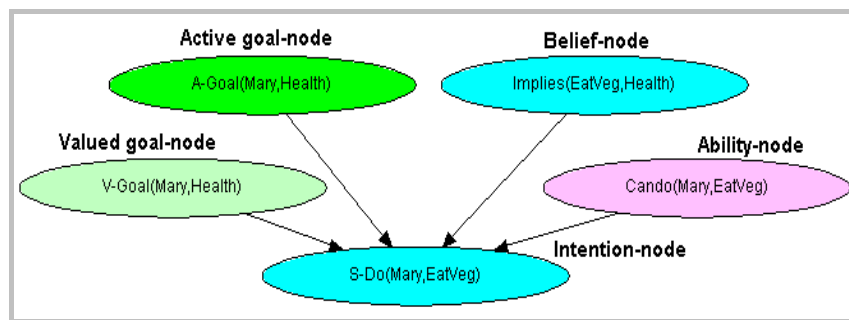 Active goal-node
Belief-node
A-Goal(Mary,Health)
Implies(EatVeg,Health)
Valued goal-node
Ability-node
V-Goal(Mary,Health)
Cando(Mary,EatVeg)
Intention-node
S-Do(Mary,EatVeg)